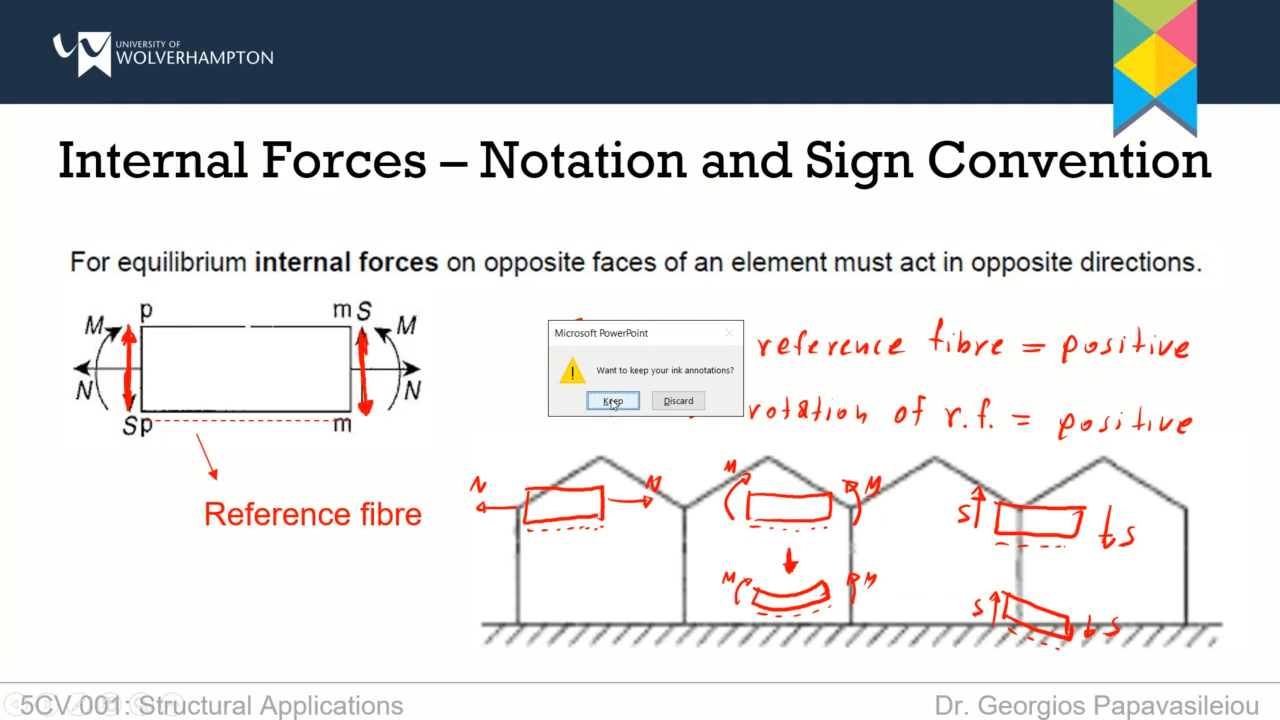 UNIVERSITY OF
WOLVERHAMPTON
Internal Forces – Notation and Sign Convention
For equilibrium internal forces on opposite faces of an element must act in opposite directions.
p m S
M M
N N
S p m
Reference fibre
Microsoft PowerPoint
Want to keep your ink annotations?
Keep Discard
reference fibre = positive
rotation of r.f. = positive
N N M M S S
M M S S
5CV 001: Structural Applications
Dr. Georgios Papavasileiou